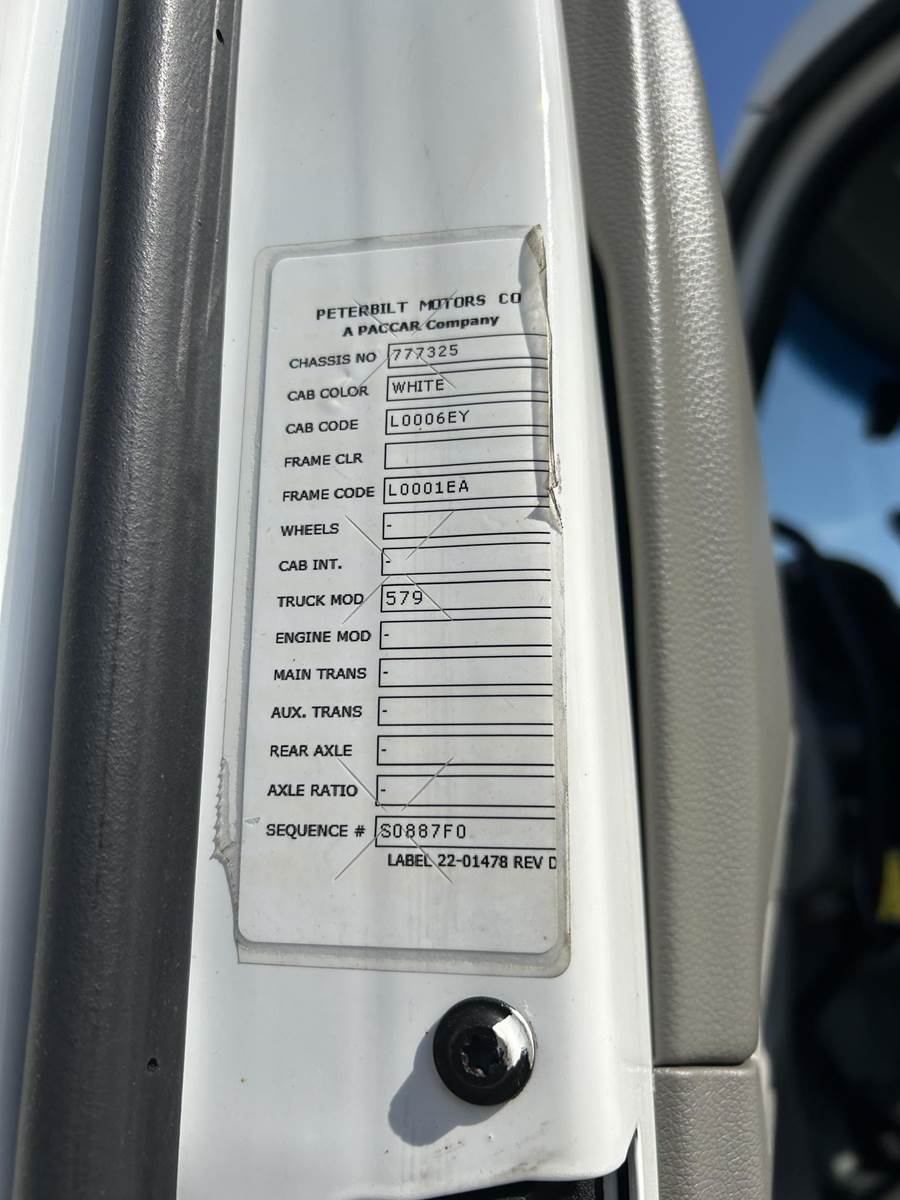 PETERBILT MOTORS CO
A PACCAR Company
CHASSIS NO 777325
CAB COLOR WHITE
CAB CODE L0006EY
FRAME CLR
FRAME CODE L0001EA
WHEELS -
CAB INT. -
TRUCK MOD 579
ENGINE MOD -
MAIN TRANS -
AUX. TRANS -
REAR AXLE -
AXLE RATIO -
SEQUENCE # S0887F0
LABEL 22-01478 REV D